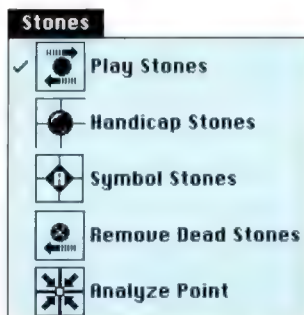 Stones
Play Stones
Handicap Stones
A
Symbol Stones
Remove Dead Stones
Analyze Point